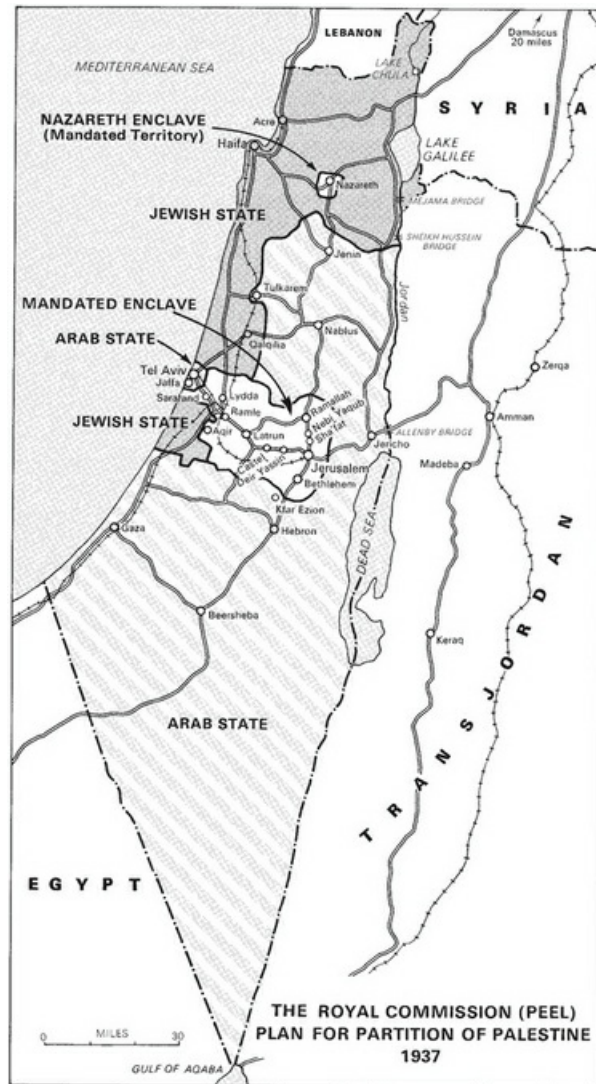 LEBANON
Damascus
20 miles
MEDITERRANEAN SEA
LAKE
CHULA
SYRIA
Acre
NAZARETH ENCLAVE
(Mandated Territory)
Haifa
LAKE
GALILEE
Nazareth
MEJAMA BRIDGE
JEWISH STATE
SHEIKH HUSSEIN
BRIDGE
Jenin
Tulkarem
Jordan
MANDATED ENCLAVE
Nablus
ARAB STATE
Qalqilia
Tel Aviv
Jaffa
Zerqa
Sarafand
Lydda
Ramle
Ramallah
Nebi Yaqub
Sha'fat
JEWISH STATE
Aqir
Latrun
ALLENBY BRIDGE
Amman
Jericho
Castel
Deir Yassin
Jerusalem
Madeba
Bethlehem
Kfar Ezion
Gaza
Hebron
DEAD SEA
Beersheba
Keraq
TRANSJORDAN
ARAB STATE
EGYPT
THE ROYAL COMMISSION (PEEL)
PLAN FOR PARTITION OF PALESTINE
1937
MILES
0 30
GULF OF AQABA